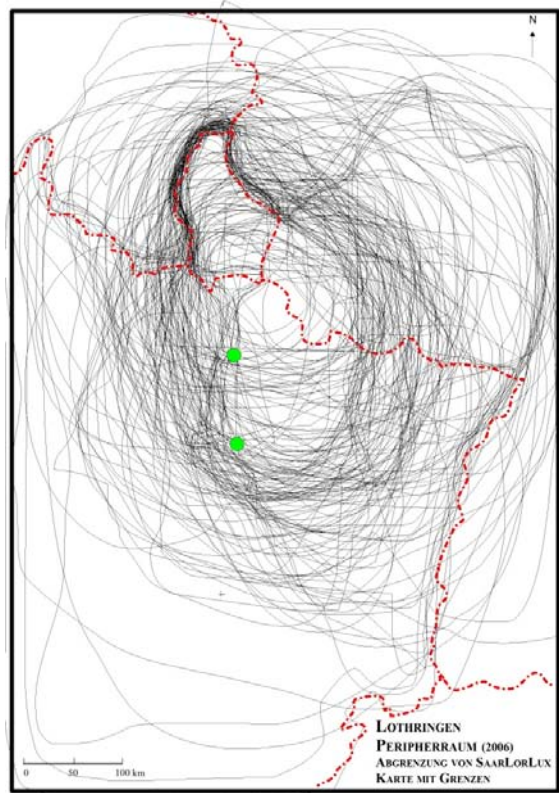 N
LOTHRINGEN
PERIPHERRAUM (2006)
ABGRENZUNG VON SAARLORLUX
KARTE MIT GRENZEN
0 50 100 km